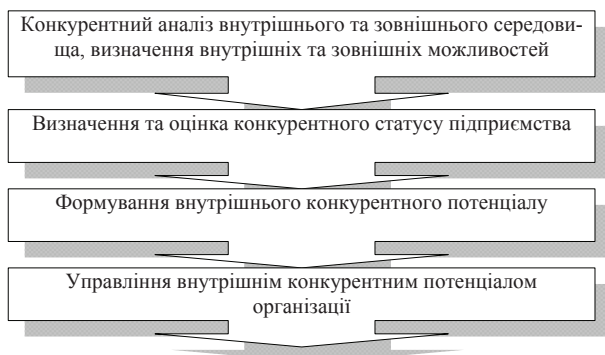 Конкурентний аналіз внутрішнього та зовнішнього середови-
ща, визначення внутрішніх та зовнішніх можливостей
Визначення та оцінка конкурентного статусу підприємства
Формування внутрішнього конкурентного потенціалу
Управління внутрішнім конкурентним потенціалом
організації